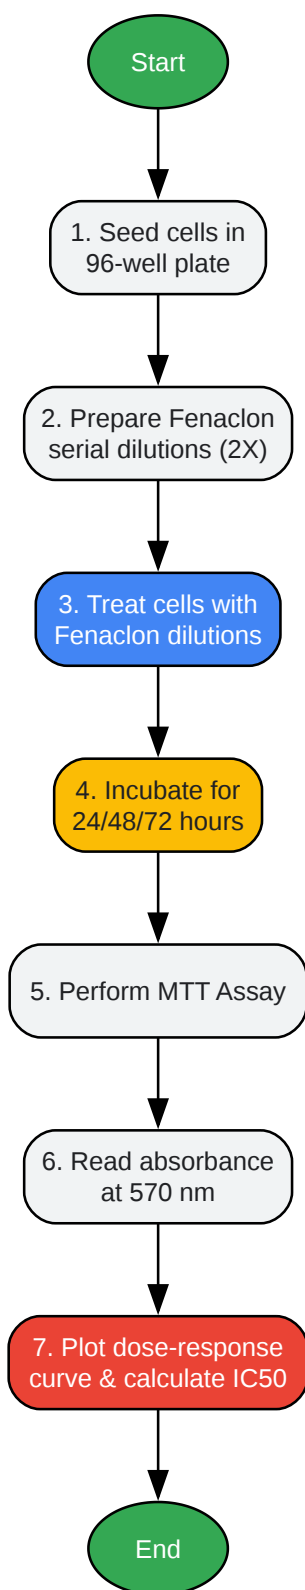 Start
1. Seed cells in
96-well plate
2. Prepare Fenaclon
serial dilutions (2X)
3. Treat cells with
Fenaclon dilutions
4. Incubate for
24/48/72 hours
5. Perform MTT Assay
6. Read absorbance
at 570 nm
7. Plot dose-response
curve & calculate IC50
End